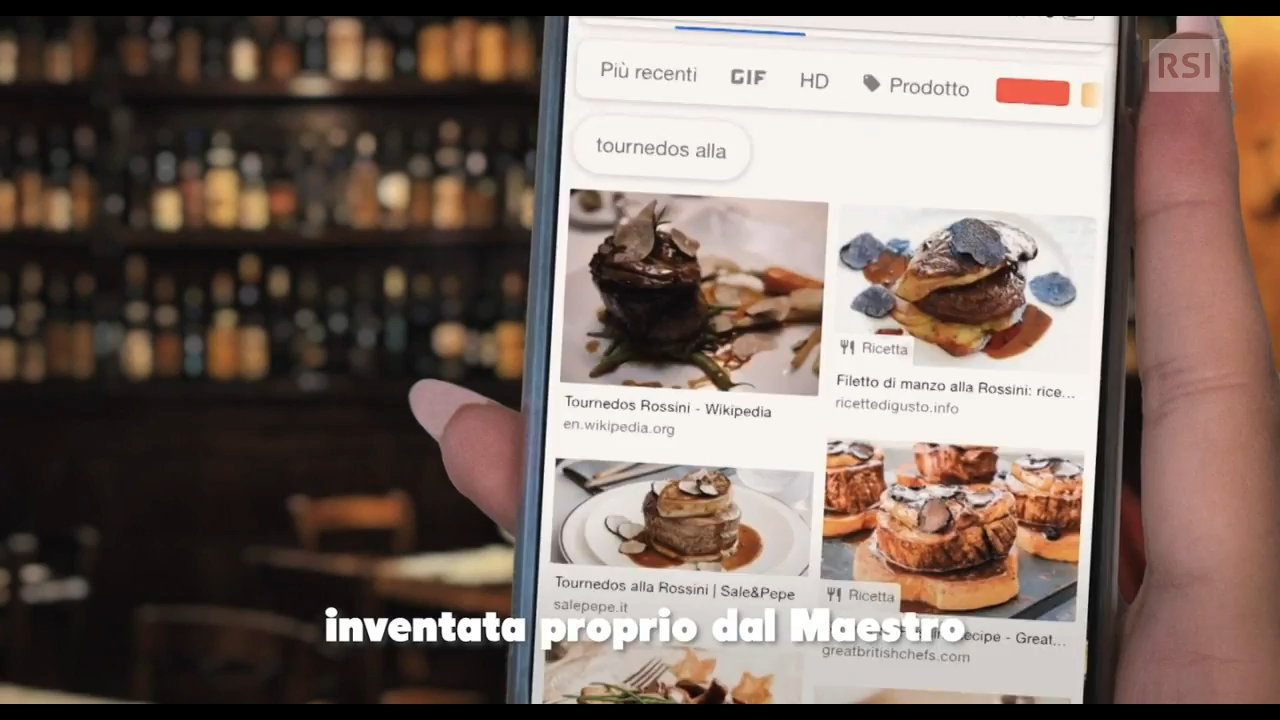 RSI
Più recenti GIF HD Prodotto
tournedos alla
Tournedos Rossini - Wikipedia
en.wikipedia.org
Ricetta
Filetto di manzo alla Rossini: rice...
ricettedigusto.info
Tournedos alla Rossini | Sale&Pepe
salepepe.it
Ricetta
ecipe - Great...
greatbritishchefs.com
inventata proprio dal Maestro